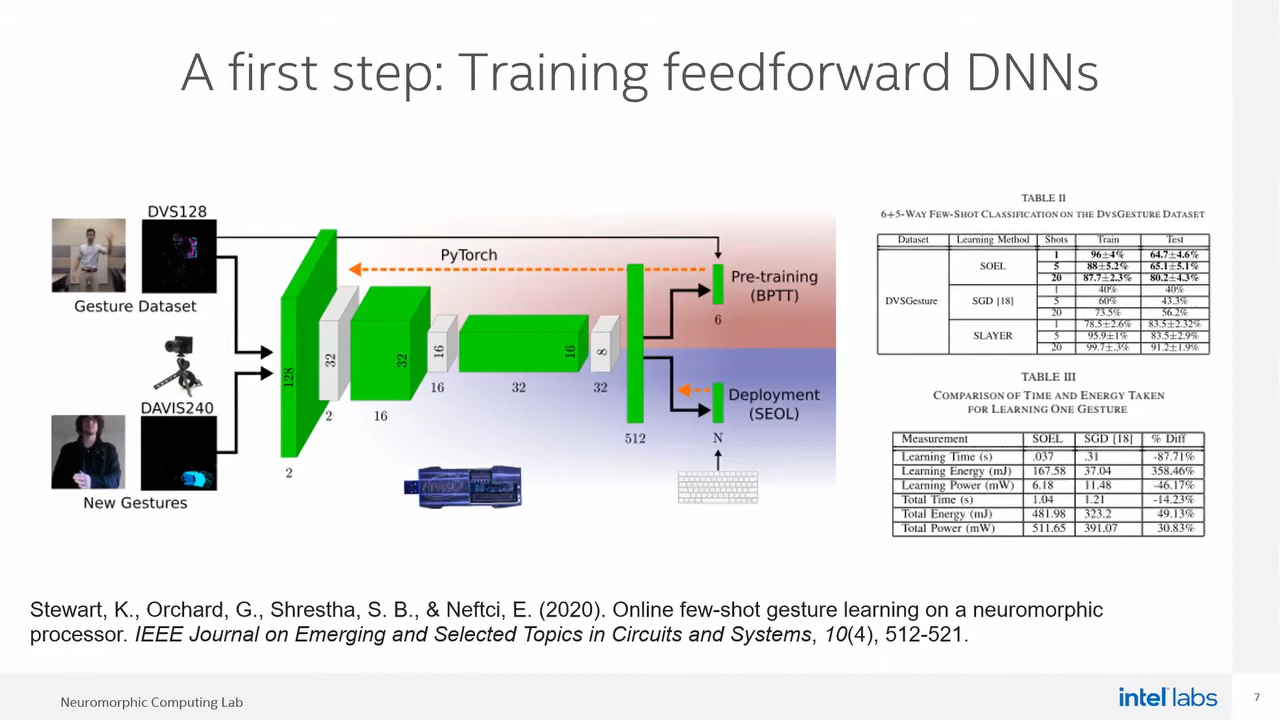 A first step: Training feedforward DNNs
DVS128
Gesture Dataset
DAVIS240
New Gestures
PyTorch
Pre-training
(BPTT)
6
Deployment
(SEOL)
N
128
2
32
2
32
16
16
16
16
32
8
32
512
TABLE II
6+5-WAY FEW-SHOT CLASSIFICATION ON THE DVSGESTURE DATASET
Dataset Learning Method Shots Train Test
DVSGesture
SOEL
1 96±4% 64.7±4.6%
5 88±5.2% 65.1±5.1%
20 87.7±2.3% 80.2±4.3%
SGD [18]
1 40% 40%
5 60% 43.3%
20 73.5% 56.2%
SLAYER
1 78.5±2.6% 83.5±2.32%
5 95.9±1% 83.5±2.9%
20 99.7±.3% 91.2±1.9%
TABLE III
COMPARISON OF TIME AND ENERGY TAKEN
FOR LEARNING ONE GESTURE
Measurement SOEL SGD [18] % Diff
Learning Time (s) .037 .31 -87.71%
Learning Energy (mJ) 167.58 37.04 358.46%
Learning Power (mW) 6.18 11.48 -46.17%
Total Time (s) 1.04 1.21 -14.23%
Total Energy (mJ) 481.98 323.2 49.13%
Total Power (mW) 511.65 391.07 30.83%
Stewart, K., Orchard, G., Shrestha, S. B., & Neftci, E. (2020). Online few-shot gesture learning on a neuromorphic
processor. IEEE Journal on Emerging and Selected Topics in Circuits and Systems, 10(4), 512-521.
Neuromorphic Computing Lab
intel labs
7